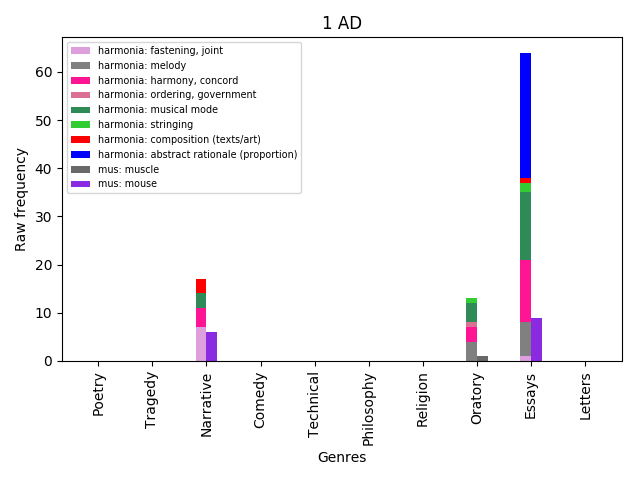 1 AD
harmonia: fastening, joint
harmonia: melody
harmonia: harmony, concord
harmonia: ordering, government
harmonia: musical mode
harmonia: stringing
harmonia: composition (texts/art)
harmonia: abstract rationale (proportion)
mus: muscle
mus: mouse
Raw frequency
60
50
40
30
20
10
0
Poetry
Tragedy
Narrative
Comedy
Technical
Philosophy
Religion
Oratory
Essays
Letters
Genres